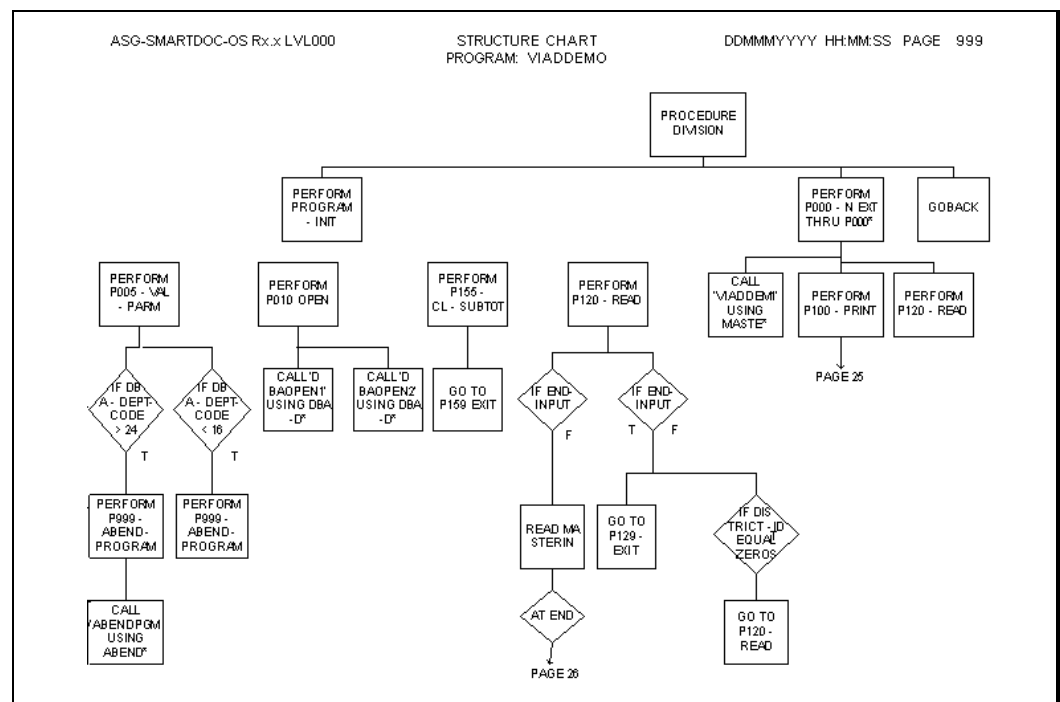 ASG-SMARTDOC-OS Rx.x LVL000
STRUCTURE CHART
DDMMMYYYY HH:MM:SS PAGE 999
PROGRAM: VIADDEMO
PROCEDURE
DIVISION
PERFORM
PROGRAM
- INIT
PERFORM
P000 - N EXT
THRU P000*
GOBACK
PERFORM
P005 - VAL
- PARM
PERFORM
P010 OPEN
PERFORM
P155 -
CL - SUBTOT
PERFORM
P120 - READ
CALL
'VIADDEM1'
USING
MASTE*
PERFORM
P100 - PRINT
PERFORM
P120 - READ
PAGE 25
IF DB
A - DEPT-
CODE
> 24
T
IF DB
A - DEPT-
CODE
< 16
T
CALL 'D
BAOPEN1'
USING DBA
-D*
CALL 'D
BAOPEN2'
USING DBA
-D*
GO TO
P159 EXIT
IF END-
INPUT
F
IF END-
INPUT
T F
PERFORM
P999 -
ABEND-
PROGRAM
PERFORM
P999 -
ABEND-
PROGRAM
READ MA
STERIN
GO TO
P129 -
EXIT
IF DIS
TRICT - ID
EQUAL
ZEROS
T
CALL
'ABENDPGM
USING
ABEND*
AT END
GO TO
P120 -
READ
PAGE 26